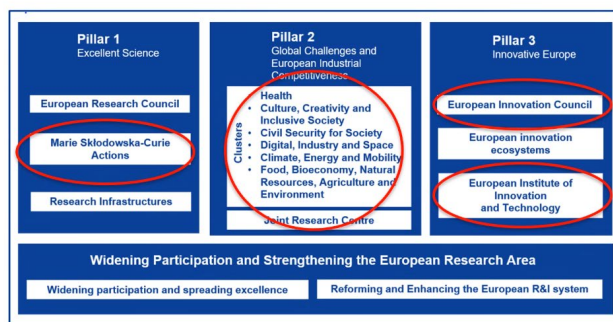 Pillar 1
Excellent Science
European Research Council
Marie Skłodowska-Curie
Actions
Research Infrastructures
Pillar 2
Global Challenges and
European Industrial
Competitiveness
Clusters
Health
• Culture, Creativity and
Inclusive Society
• Civil Security for Society
• Digital, Industry and Space
• Climate, Energy and Mobility
• Food, Bioeconomy, Natural
Resources, Agriculture and
Environment
Joint Research Centre
Pillar 3
Innovative Europe
European Innovation Council
European innovation
ecosystems
European Institute of
Innovation
and Technology
Widening Participation and Strengthening the European Research Area
Widening participation and spreading excellence
Reforming and Enhancing the European R&I system